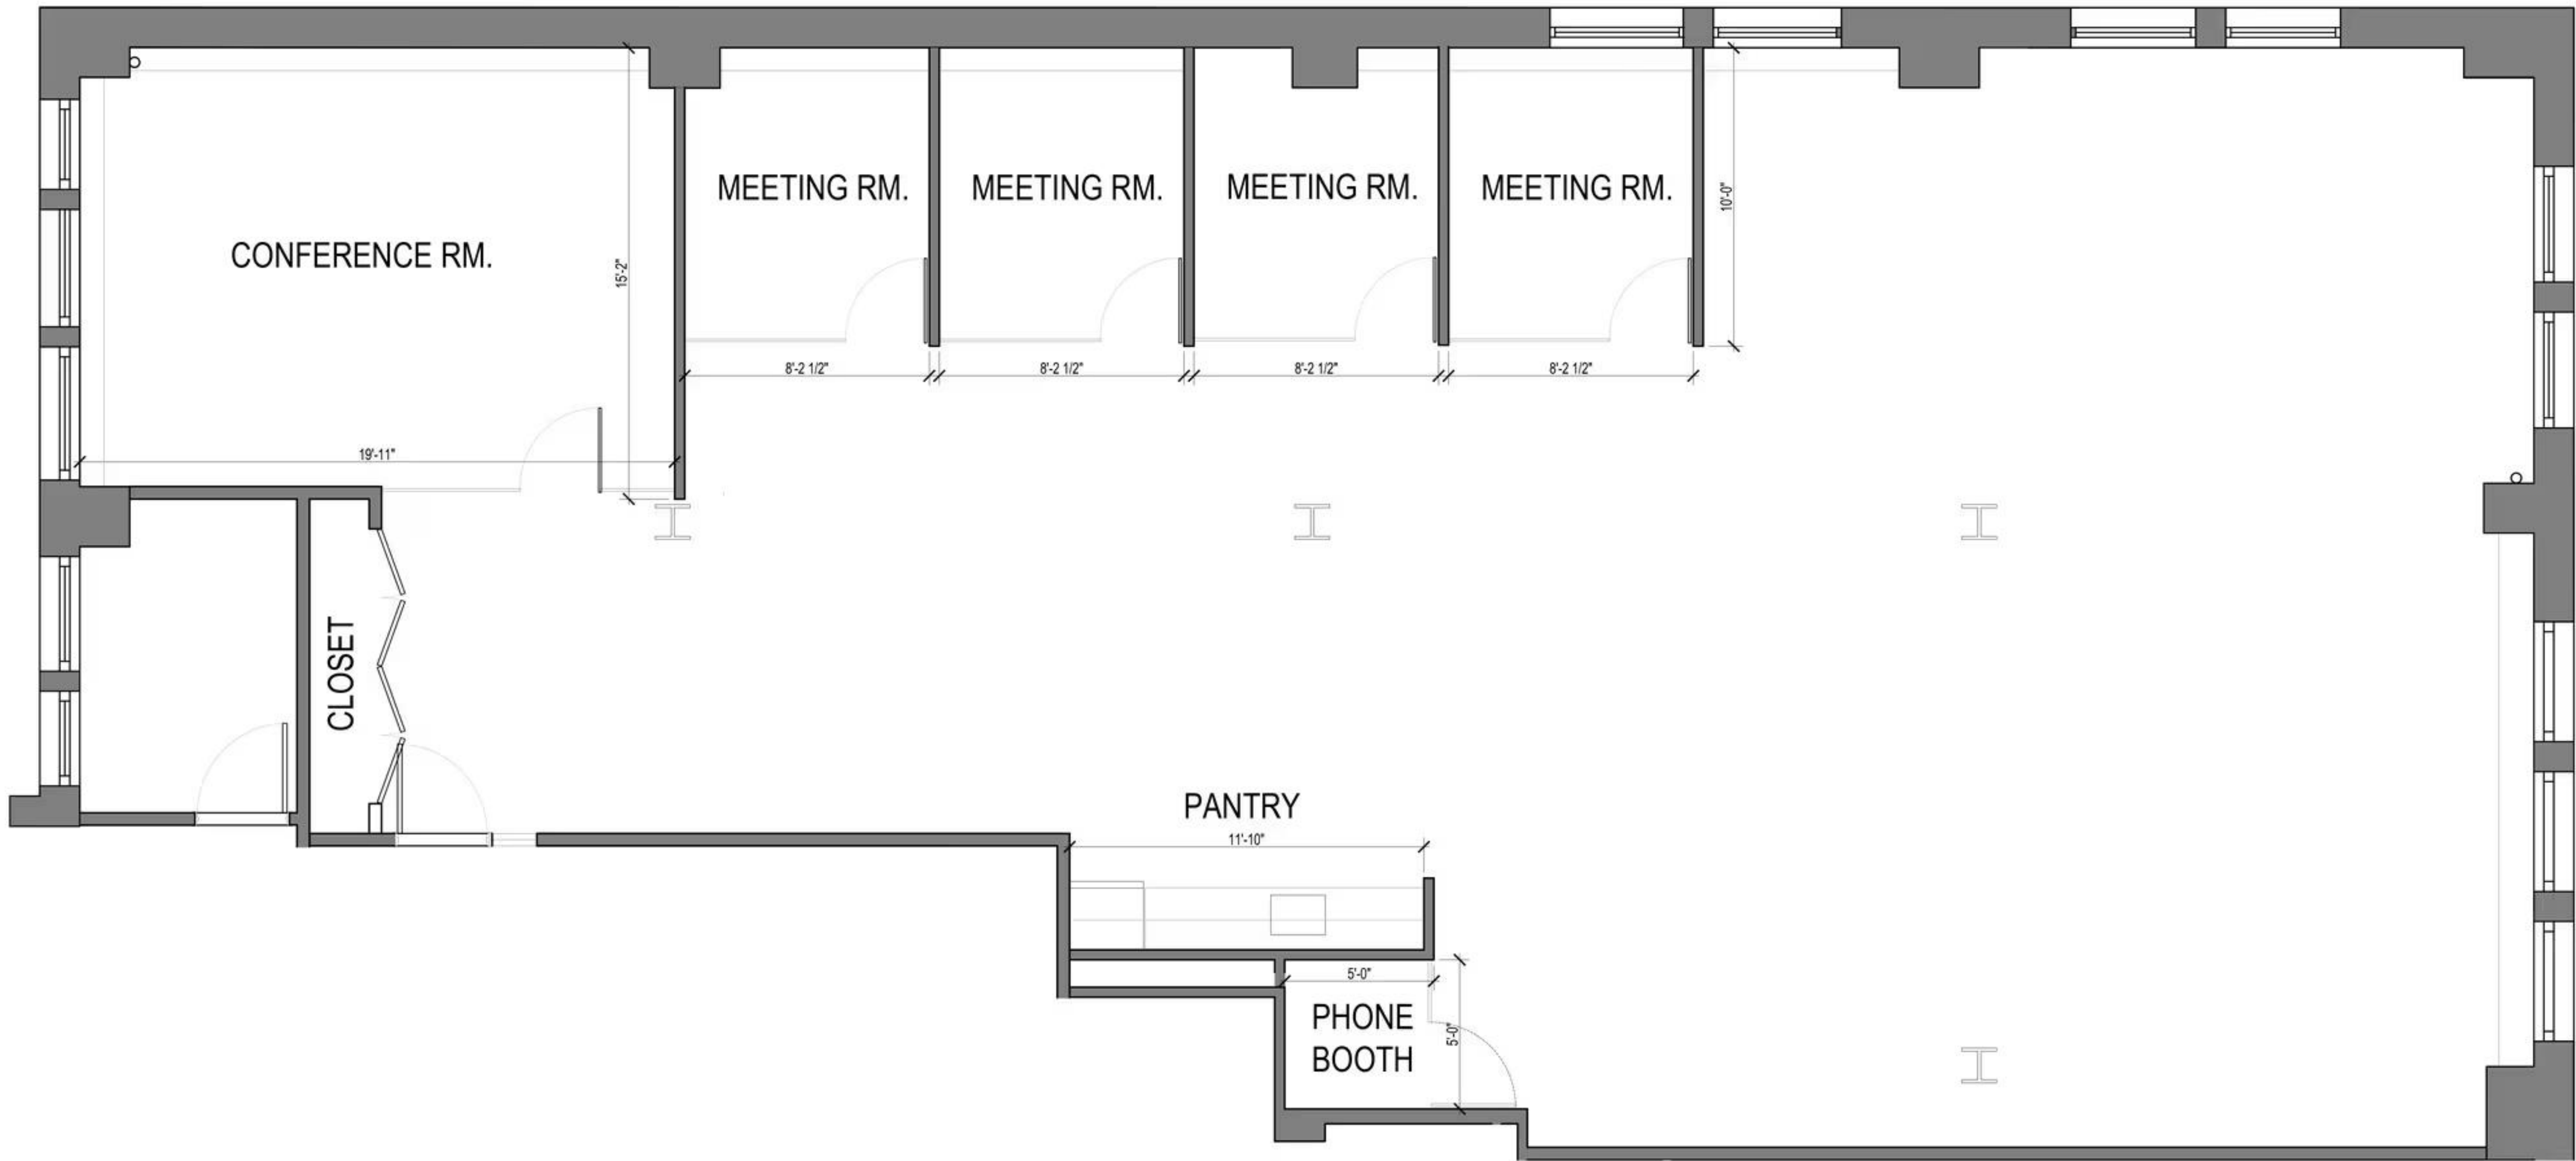 MEETING RM.
MEETING RM.
MEETING RM.
MEETING RM.
10'-0"
CONFERENCE RM.
15'-2"
8'-2 1/2"
8'-2 1/2"
8'-2 1/2"
8'-2 1/2"
19'-11"
CLOSET
PANTRY
11'-10"
5'-0"
PHONE
BOOTH
5'-0"